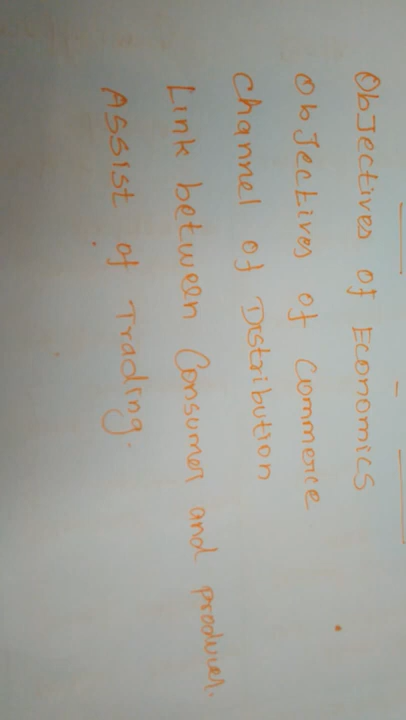 Objectives of Economics
Objectives of Commerce
Channel of Distribution
Link between Consumer and producer.
Assist of Trading.